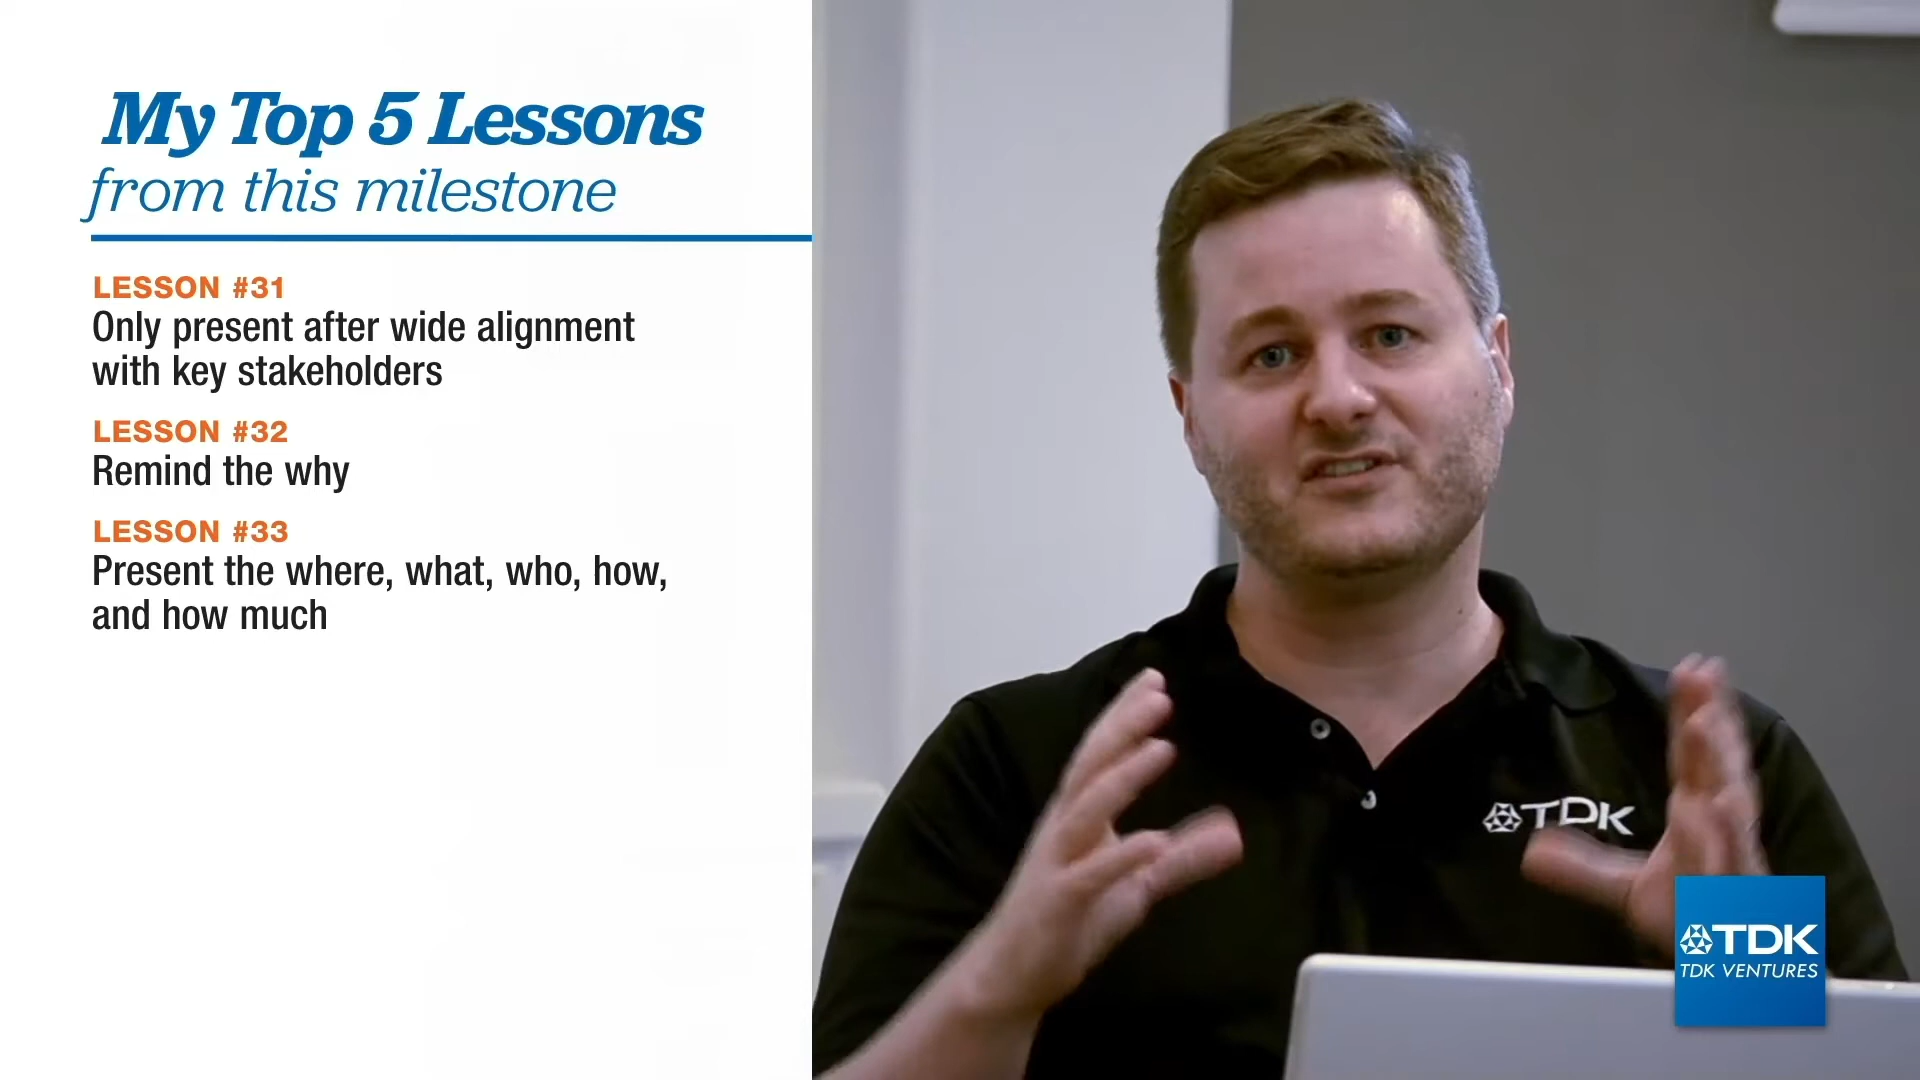 My Top 5 Lessons
from this milestone
LESSON #31
Only present after wide alignment
with key stakeholders
LESSON #32
Remind the why
LESSON #33
Present the where, what, who, how,
and how much
TDK
TDK
TDK VENTURES